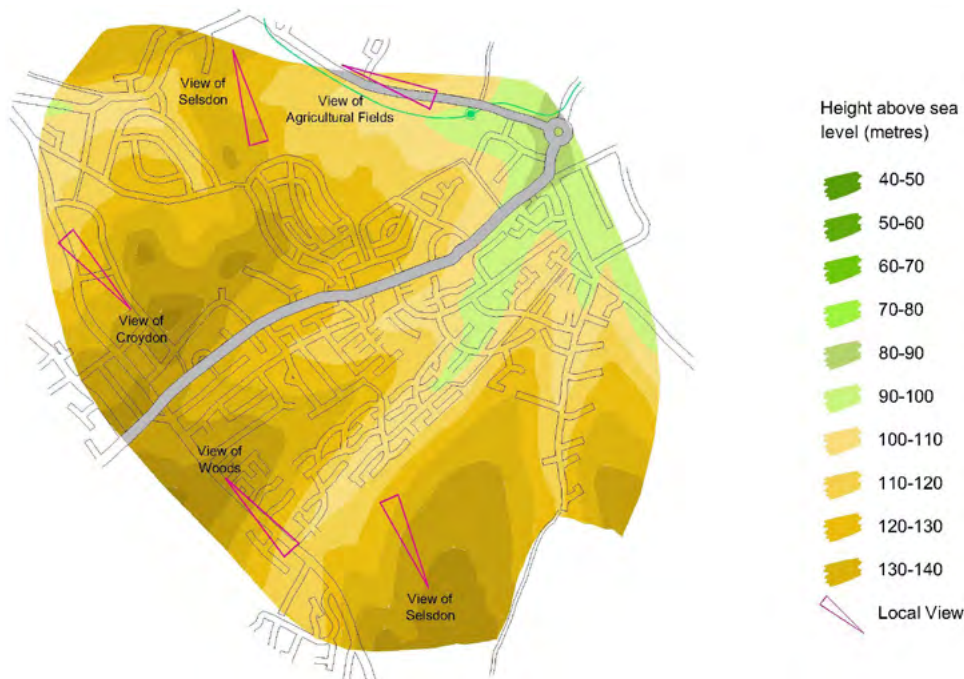 View of
Selsdon
View of
Agricultural Fields
View of
Croydon
View of
Woods
View of
Selsdon
Height above sea
level (metres)
40-50
50-60
60-70
70-80
80-90
90-100
100-110
110-120
120-130
130-140
Local View